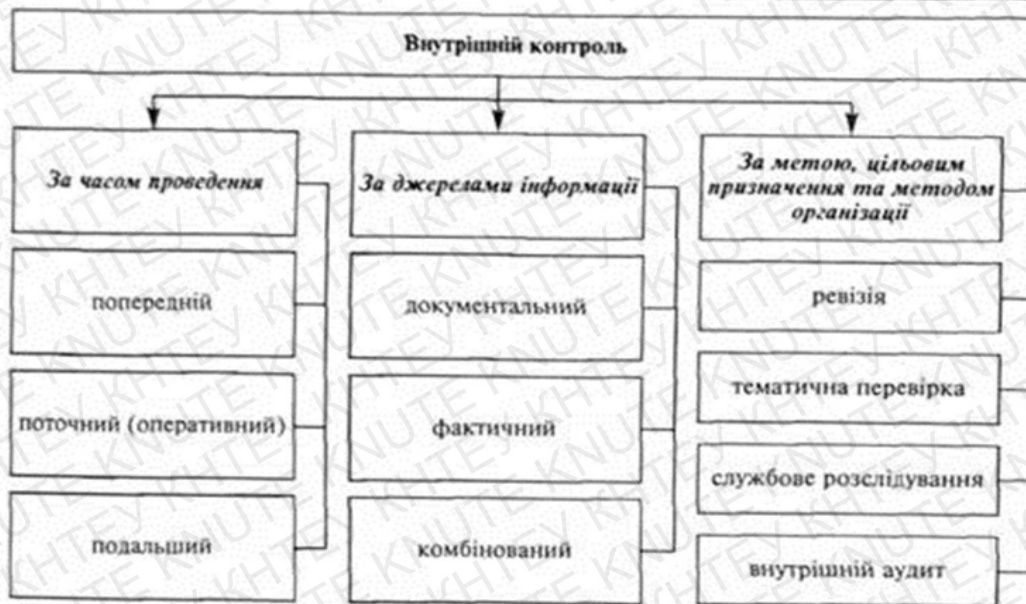 Внутрішній контроль
За часом проведення
попередній
поточний (оперативний)
подальший
За джерелами інформації
документальний
фактичний
комбінований
За метою, цільовим
призначення та методом
організації
ревізія
тематична перевірка
службове розслідування
внутрішній аудит